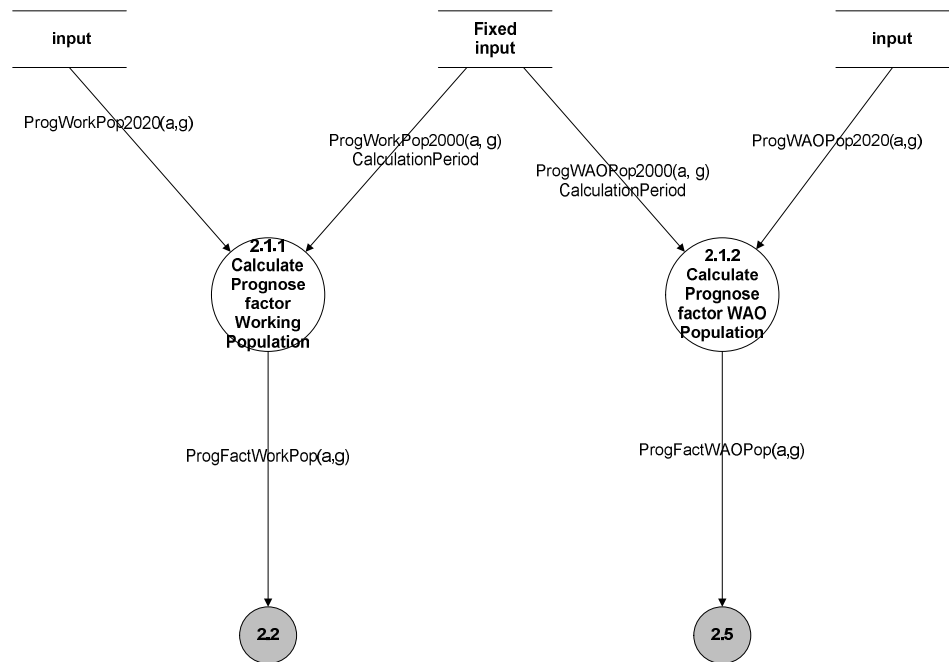 input
Fixed
input
input
ProgWorkPop2020(a,g)
ProgWorkPop2000(a, g)
CalculationPeriod
ProgWAOPop2000(a, g)
CalculationPeriod
ProgWAOPop2020(a,g)
2.1.1
Calculate
Prognose
factor
Working
Population
2.1.2
Calculate
Prognose
factor WAO
Population
ProgFactWorkPop(a,g)
ProgFactWAOPop(a,g)
2.2
2.5